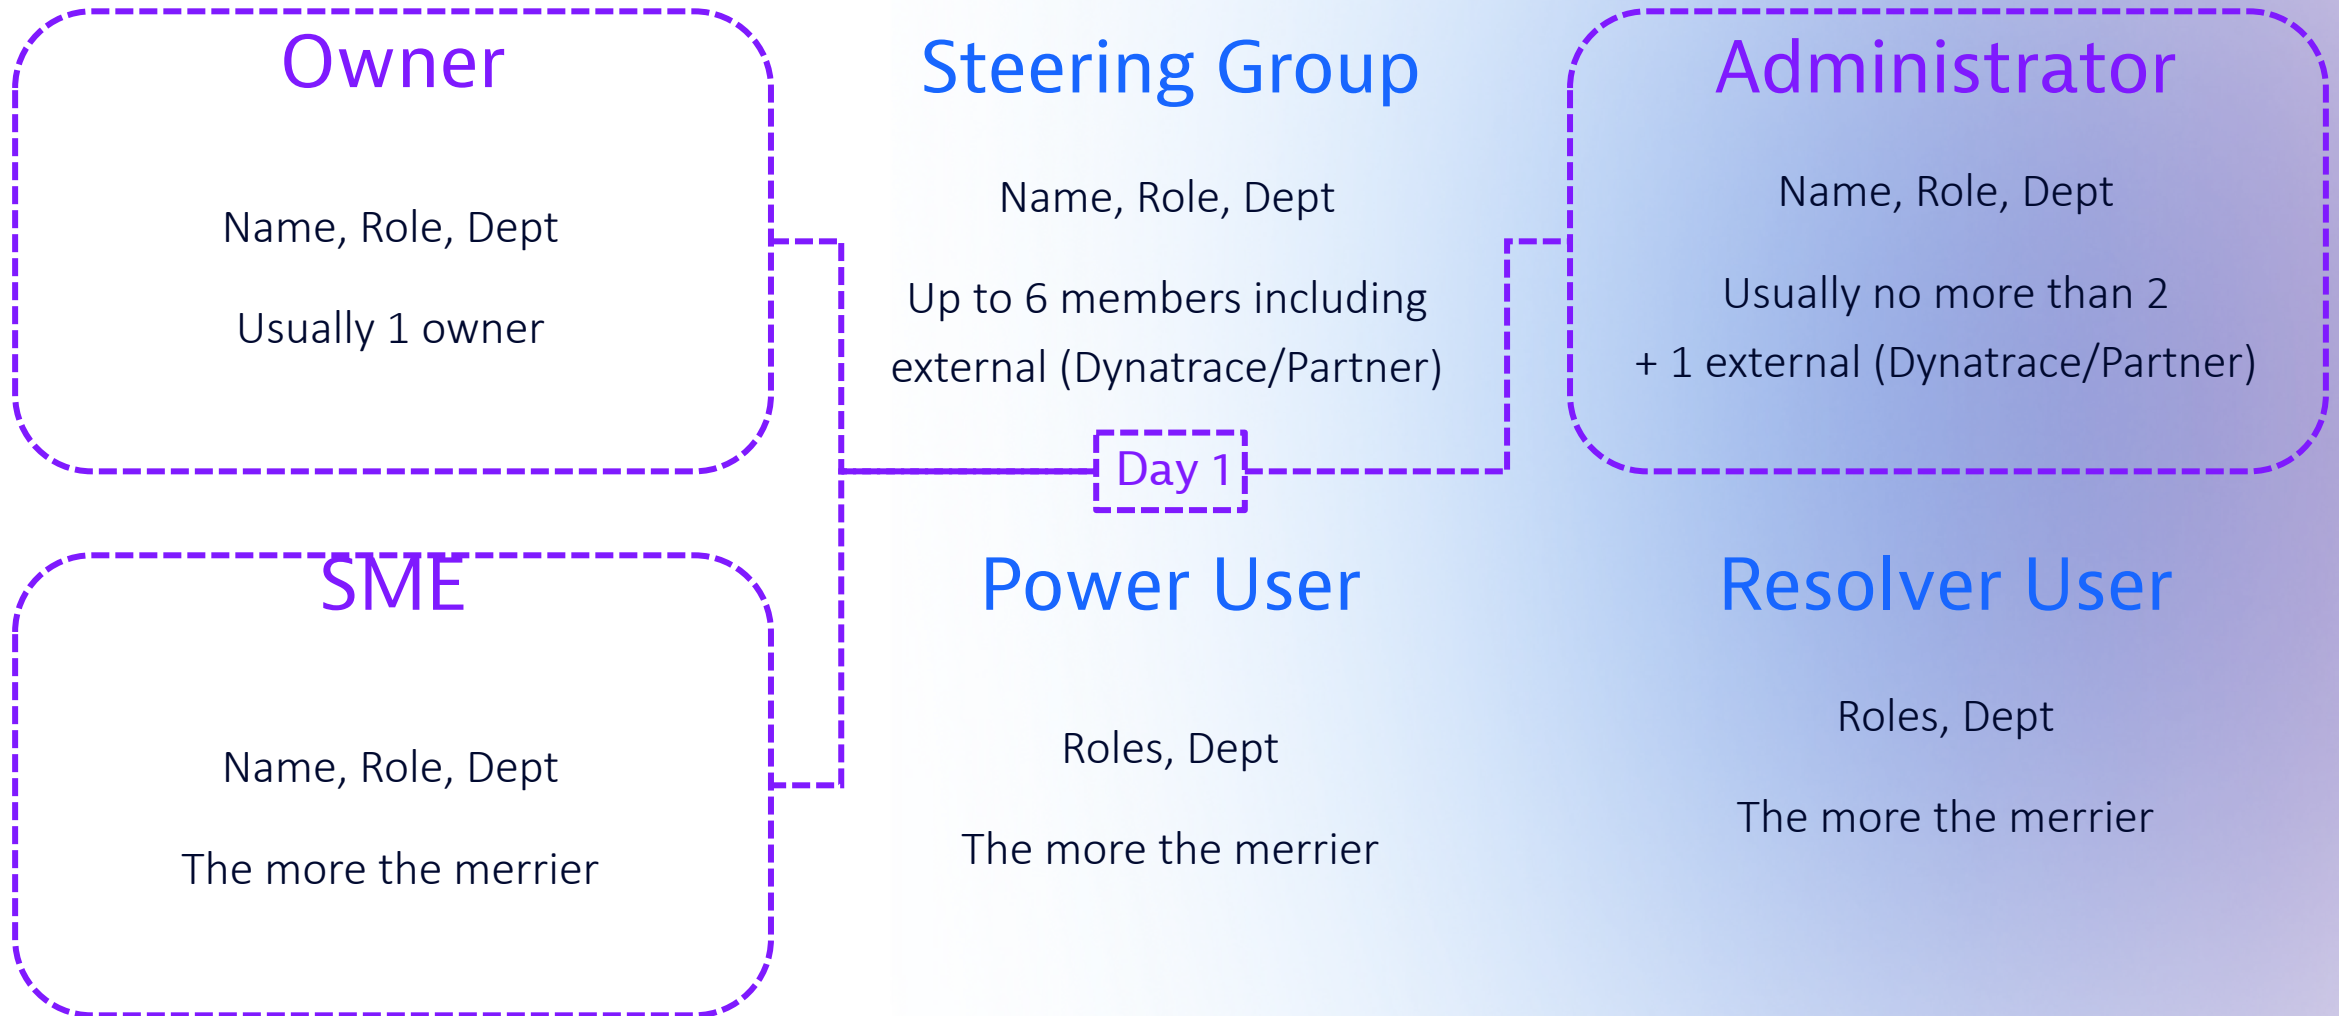 Owner
Name, Role, Dept
Usually 1 owner
Steering Group
Name, Role, Dept
Up to 6 members including
external (Dynatrace/Partner)
Administrator
Name, Role, Dept
Usually no more than 2
+ 1 external (Dynatrace/Partner)
Day 1
SME
Name, Role, Dept
The more the merrier
Power User
Roles, Dept
The more the merrier
Resolver User
Roles, Dept
The more the merrier